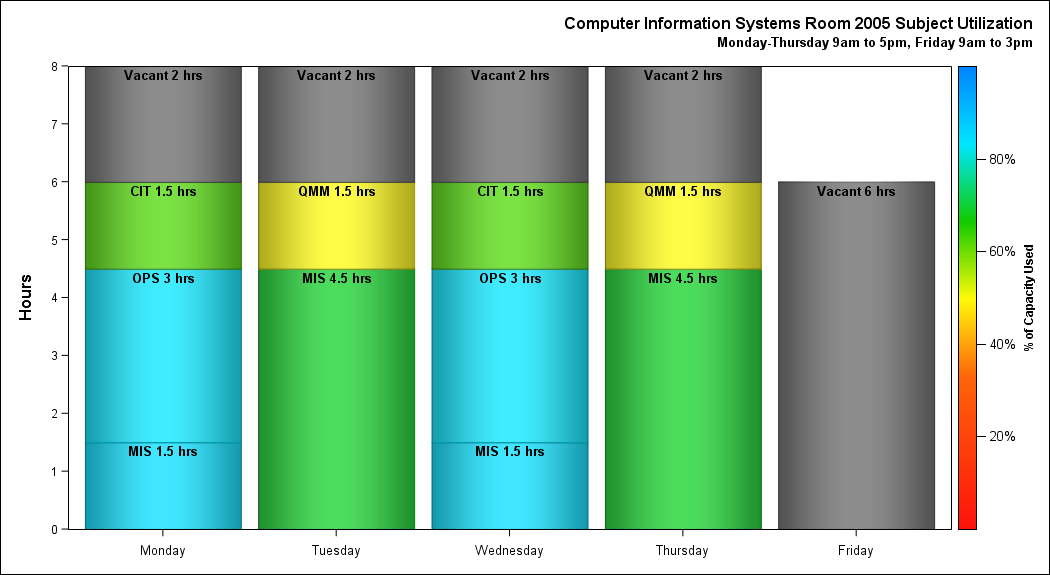 Computer Information Systems Room 2005 Subject Utilization
Monday-Thursday 9am to 5pm, Friday 9am to 3pm
8
7
6
5
4
3
2
1
0
Hours
Vacant 2 hrs
CIT 1.5 hrs
OPS 3 hrs
MIS 1.5 hrs
Vacant 2 hrs
QMM 1.5 hrs
MIS 4.5 hrs
Vacant 2 hrs
CIT 1.5 hrs
OPS 3 hrs
MIS 1.5 hrs
Vacant 2 hrs
QMM 1.5 hrs
MIS 4.5 hrs
Vacant 6 hrs
Monday
Tuesday
Wednesday
Thursday
Friday
80%
60%
40%
20%
% of Capacity Used